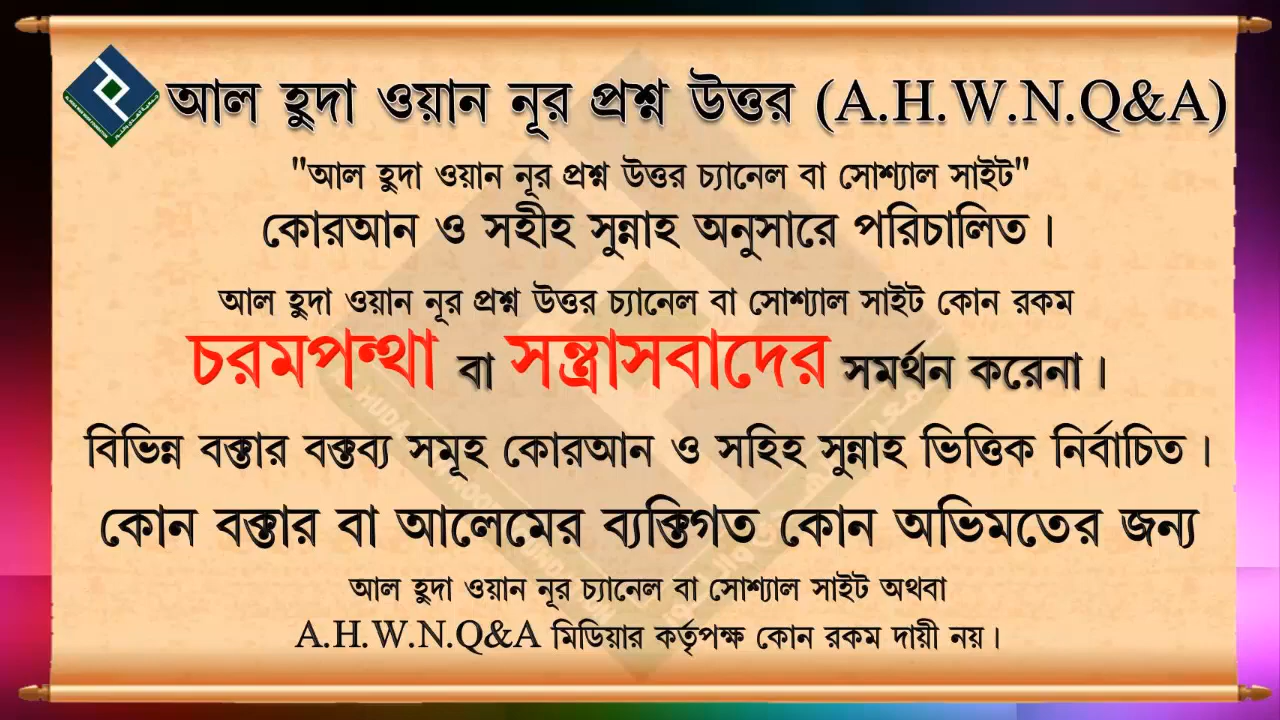 আল হুদা ওয়ান নূর প্রশ্ন উত্তর (A.H.W.N.Q&A)
"আল হুদা ওয়ান নূর প্রশ্ন উত্তর চ্যানেল বা সোশ্যাল সাইট"
কোরআন ও সহীহ সুন্নাহ অনুসারে পরিচালিত।
আল হুদা ওয়ান নূর প্রশ্ন উত্তর চ্যানেল বা সোশ্যাল সাইট কোন রকম
চরমপন্থা বা সন্ত্রাসবাদের সমর্থন করেনা।
বিভিন্ন বক্তার বক্তব্য সমূহ কোরআন ও সহিহ সুন্নাহ ভিত্তিক নির্বাচিত।
কোন বক্তার বা আলেমের ব্যক্তিগত কোন অভিমতের জন্য
আল হুদা ওয়ান নূর চ্যানেল বা সোশ্যাল সাইট অথবা
A.H.W.N.Q&A মিডিয়ার কর্তৃপক্ষ কোন রকম দায়ী নয়।